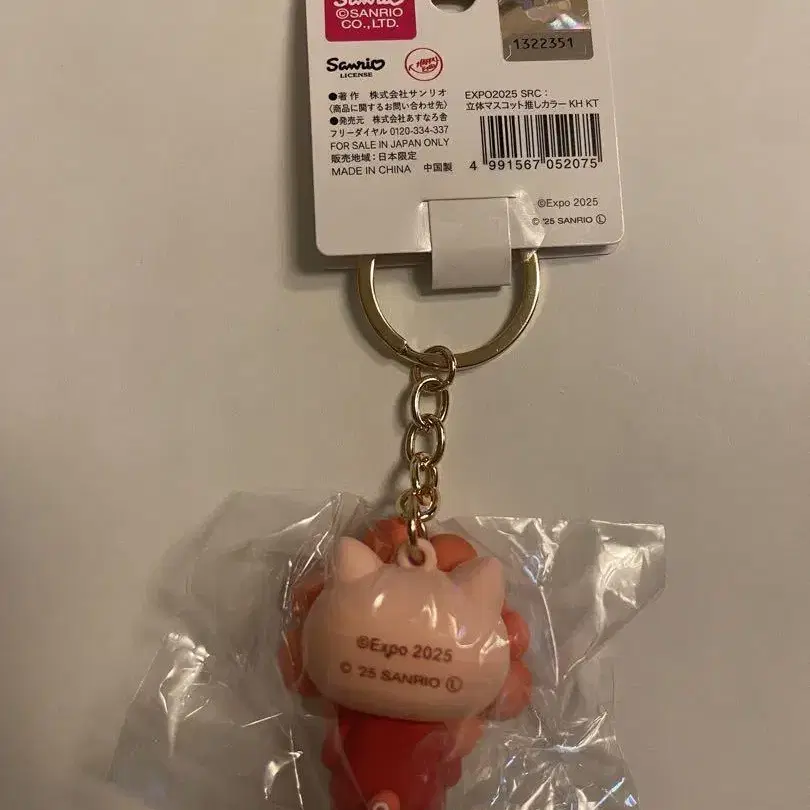 Sanrio
©SANRIO
CO., LTD.
1322351
Sanrio
LICENSE
●著作 株式会社サンリオ
〈商品に関するお問い合わせ先〉
●発売元 株式会社あすなろ舎
フリーダイヤル 0120-334-337
FOR SALE IN JAPAN ONLY
販売地域：日本限定
MADE IN CHINA 中国製
EXPO2025 SRC：
立体マスコット推しカラー KH KT
4 991567 052075
©Expo 2025
© '25 SANRIO Ⓛ
©Expo 2025
© '25 SANRIO Ⓛ